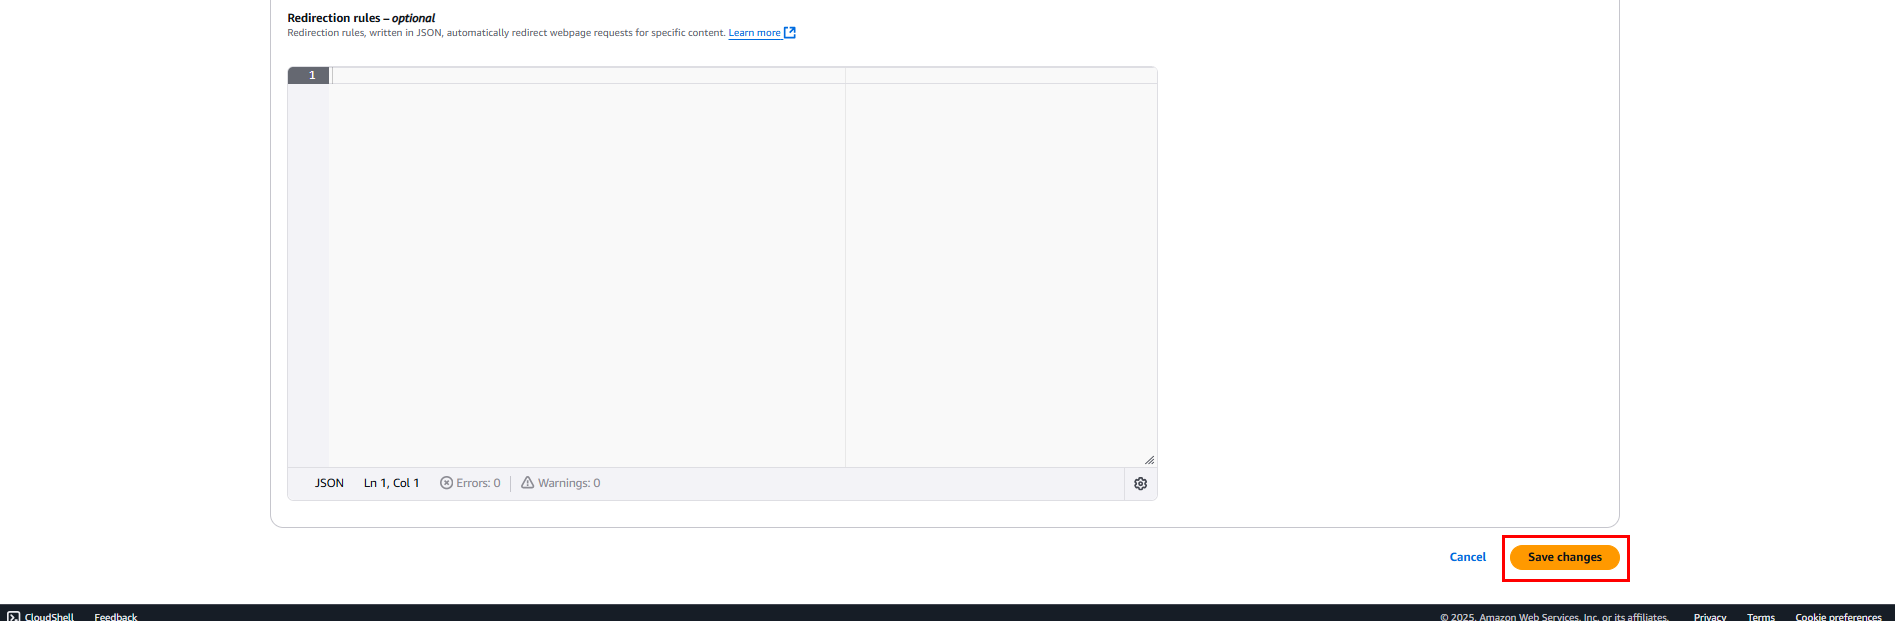 Redirection rules – optional
Redirection rules, written in JSON, automatically redirect webpage requests for specific content. Learn more
1
JSON Ln 1, Col 1 Errors: 0 Warnings: 0
Cancel Save changes
CloudShell Feedback © 2025, Amazon Web Services, Inc. or its affiliates. Privacy Terms Cookie preferences